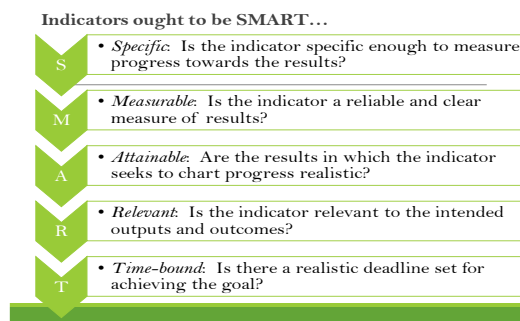 Indicators ought to be SMART…
S
• Specific: Is the indicator specific enough to measure
progress towards the results?
M
• Measurable: Is the indicator a reliable and clear
measure of results?
A
• Attainable: Are the results in which the indicator
seeks to chart progress realistic?
R
• Relevant: Is the indicator relevant to the intended
outputs and outcomes?
T
• Time-bound: Is there a realistic deadline set for
achieving the goal?